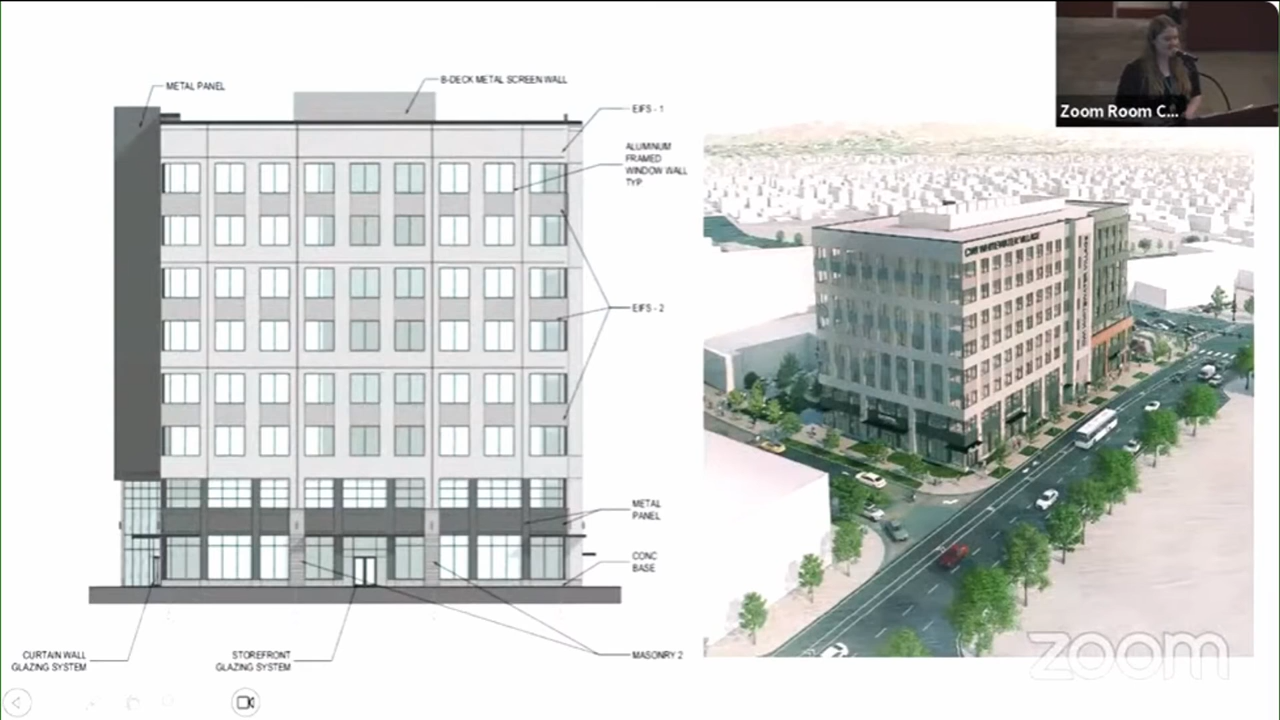 METAL PANEL
B-DECK METAL SCREEN WALL
EIFS - 1
ALUMINUM
FRAMED
WINDOW WALL
TYP
EIFS - 2
METAL
PANEL
CONC
BASE
CURTAIN WALL
GLAZING SYSTEM
STOREFRONT
GLAZING SYSTEM
MASONRY 2
Zoom Room C...
zoom